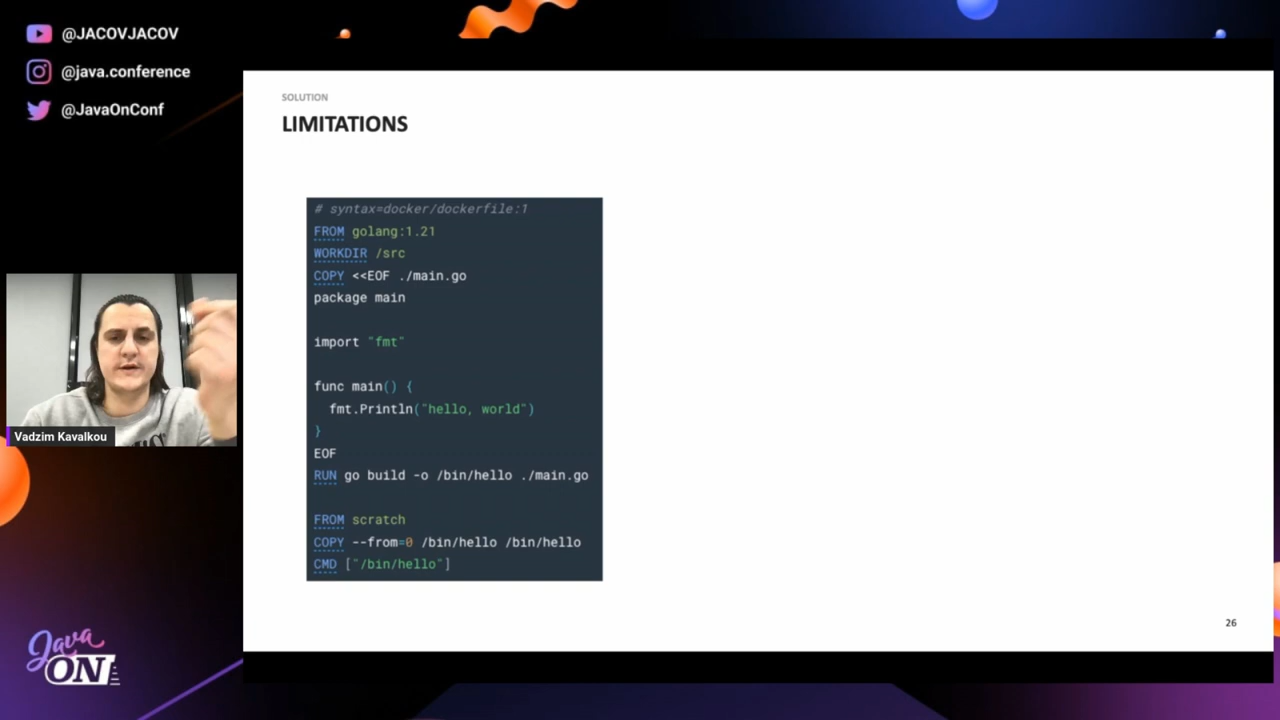 @JACOVJACOV
@java.conference
@JavaOnConf
SOLUTION
LIMITATIONS
# syntax=docker/dockerfile:1
FROM golang:1.21
WORKDIR /src
COPY <<EOF ./main.go
package main
import "fmt"
func main() {
fmt.Println("hello, world")
}
EOF
RUN go build -o /bin/hello ./main.go
FROM scratch
COPY --from=0 /bin/hello /bin/hello
CMD ["/bin/hello"]
Vadzim Kavalkou
26
Java
ON